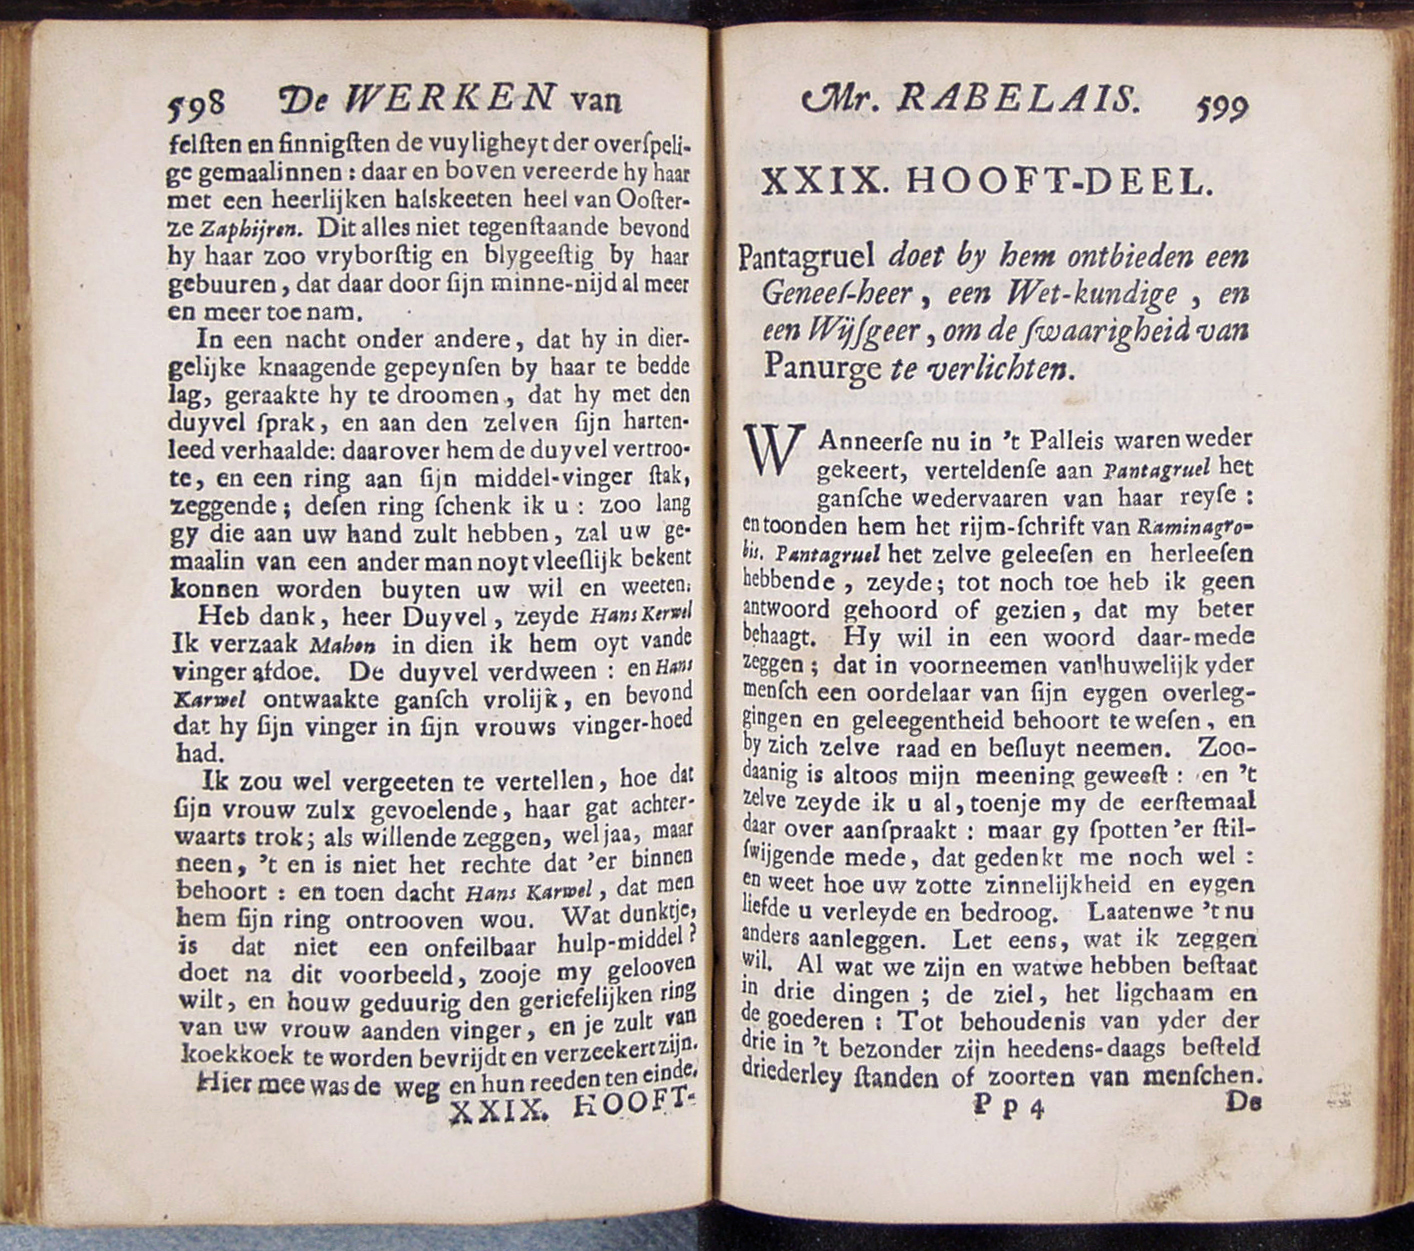 598 De WERKEN van
felſten en ſinnigſten de vuyligheyt der overſpeli-
ge gemaalinnen : daar en boven vereerde hy haar
met een heerlijken halskeeten heel van Ooſter-
ze Zaphijren. Dit alles niet tegenſtaande bevond
hy haar zoo vryborſtig en blygeeſtig by haar
gebuuren, dat daar door ſijn minne-nijd al meer
en meer toe nam.
In een nacht onder andere, dat hy in dier-
gelijke knaagende gepeynſen by haar te bedde
lag, geraakte hy te droomen, dat hy met den
duyvel ſprak, en aan den zelven ſijn harten-
leed verhaalde: daarover hem de duyvel vertroo-
te, en een ring aan ſijn middel-vinger ſtak,
zeggende; deſen ring ſchenk ik u : zoo lang
gy die aan uw hand zult hebben, zal uw ge-
maalin van een ander man noyt vleeſlijk bekent
konnen worden buyten uw wil en weeten.
Heb dank, heer Duyvel, zeyde Hans Kerwel
Ik verzaak Mahon in dien ik hem oyt vande
vinger afdoe. De duyvel verdween : en Hans
Karwel ontwaakte ganſch vrolijk, en bevond
dat hy ſijn vinger in ſijn vrouws vinger-hoed
had.
Ik zou wel vergeeten te vertellen, hoe dat
ſijn vrouw zulx gevoelende, haar gat achter-
waarts trok; als willende zeggen, wel jaa, maar
neen, 't en is niet het rechte dat 'er binnen
behoort : en toen dacht Hans Karwel, dat men
hem ſijn ring ontrooven wou. Wat dunktje,
is dat niet een onfeilbaar hulp-middel?
doet na dit voorbeeld, zooje my gelooven
wilt, en houw geduurig den geriefelijken ring
van uw vrouw aanden vinger, en je zult van
koekkoek te worden bevrijdt en verzeekert zijn.
Hier mee was de weg en hun reeden ten einde.
XXIX. HOOFT-
Mr. RABELAIS. 599
XXIX. HOOFT-DEEL.
Pantagruel doet by hem ontbieden een
Geneeſ-heer, een Wet-kundige, en
een Wijſgeer, om de ſwaarigheid van
Panurge te verlichten.
WAnneerſe nu in 't Palleis waren weder
gekeert, verteldenſe aan Pantagruel het
ganſche wedervaaren van haar reyſe :
en toonden hem het rijm-ſchrift van Raminagro-
bis. Pantagruel het zelve geleeſen en herleeſen
hebbende, zeyde; tot noch toe heb ik geen
antwoord gehoord of gezien, dat my beter
behaagt. Hy wil in een woord daar-mede
zeggen; dat in voorneemen van huwelijk yder
menſch een oordelaar van ſijn eygen overleg-
gingen en geleegentheid behoort te weſen, en
by zich zelve raad en beſluyt neemen. Zoo-
daanig is altoos mijn meening geweeſt : en 't
zelve zeyde ik u al, toenje my de eerſtemaal
daar over aanſpraakt : maar gy ſpotten 'er ſtil-
ſwijgende mede, dat gedenkt me noch wel :
en weet hoe uw zotte zinnelijkheid en eygen
liefde u verleyde en bedroog. Laatenwe 't nu
anders aanleggen. Let eens, wat ik zeggen
wil. Al wat we zijn en watwe hebben beſtaat
in drie dingen ; de ziel, het ligchaam en
de goederen : Tot behoudenis van yder der
drie in 't bezonder zijn heedens-daags beſteld
driederley ſtanden of zoorten van menſchen.
Pp 4 De